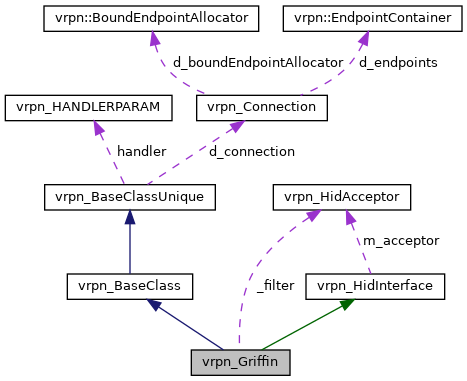 vrpn::BoundEndpointAllocator
vrpn::EndpointContainer
d_boundEndpointAllocator
d_endpoints
vrpn_HANDLERPARAM
vrpn_Connection
handler
d_connection
vrpn_BaseClassUnique
vrpn_HidAcceptor
m_acceptor
_filter
vrpn_BaseClass
vrpn_HidInterface
vrpn_Griffin